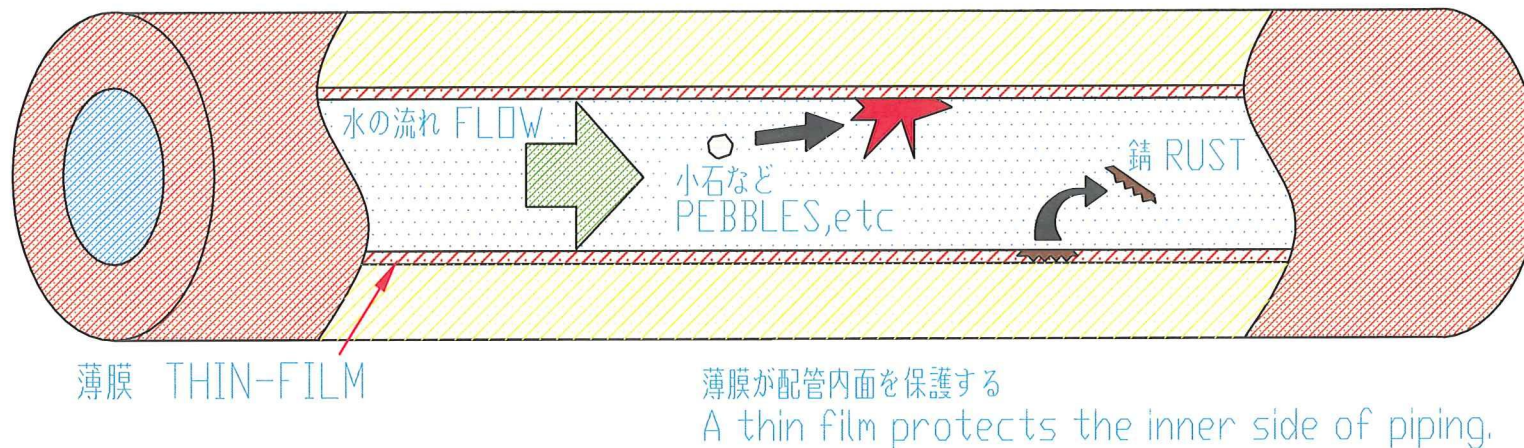 水の流れ FLOW
小石など
PEBBLES,etc
錆 RUST
薄膜 THIN-FILM
薄膜が配管内面を保護する
A thin film protects the inner side of piping.